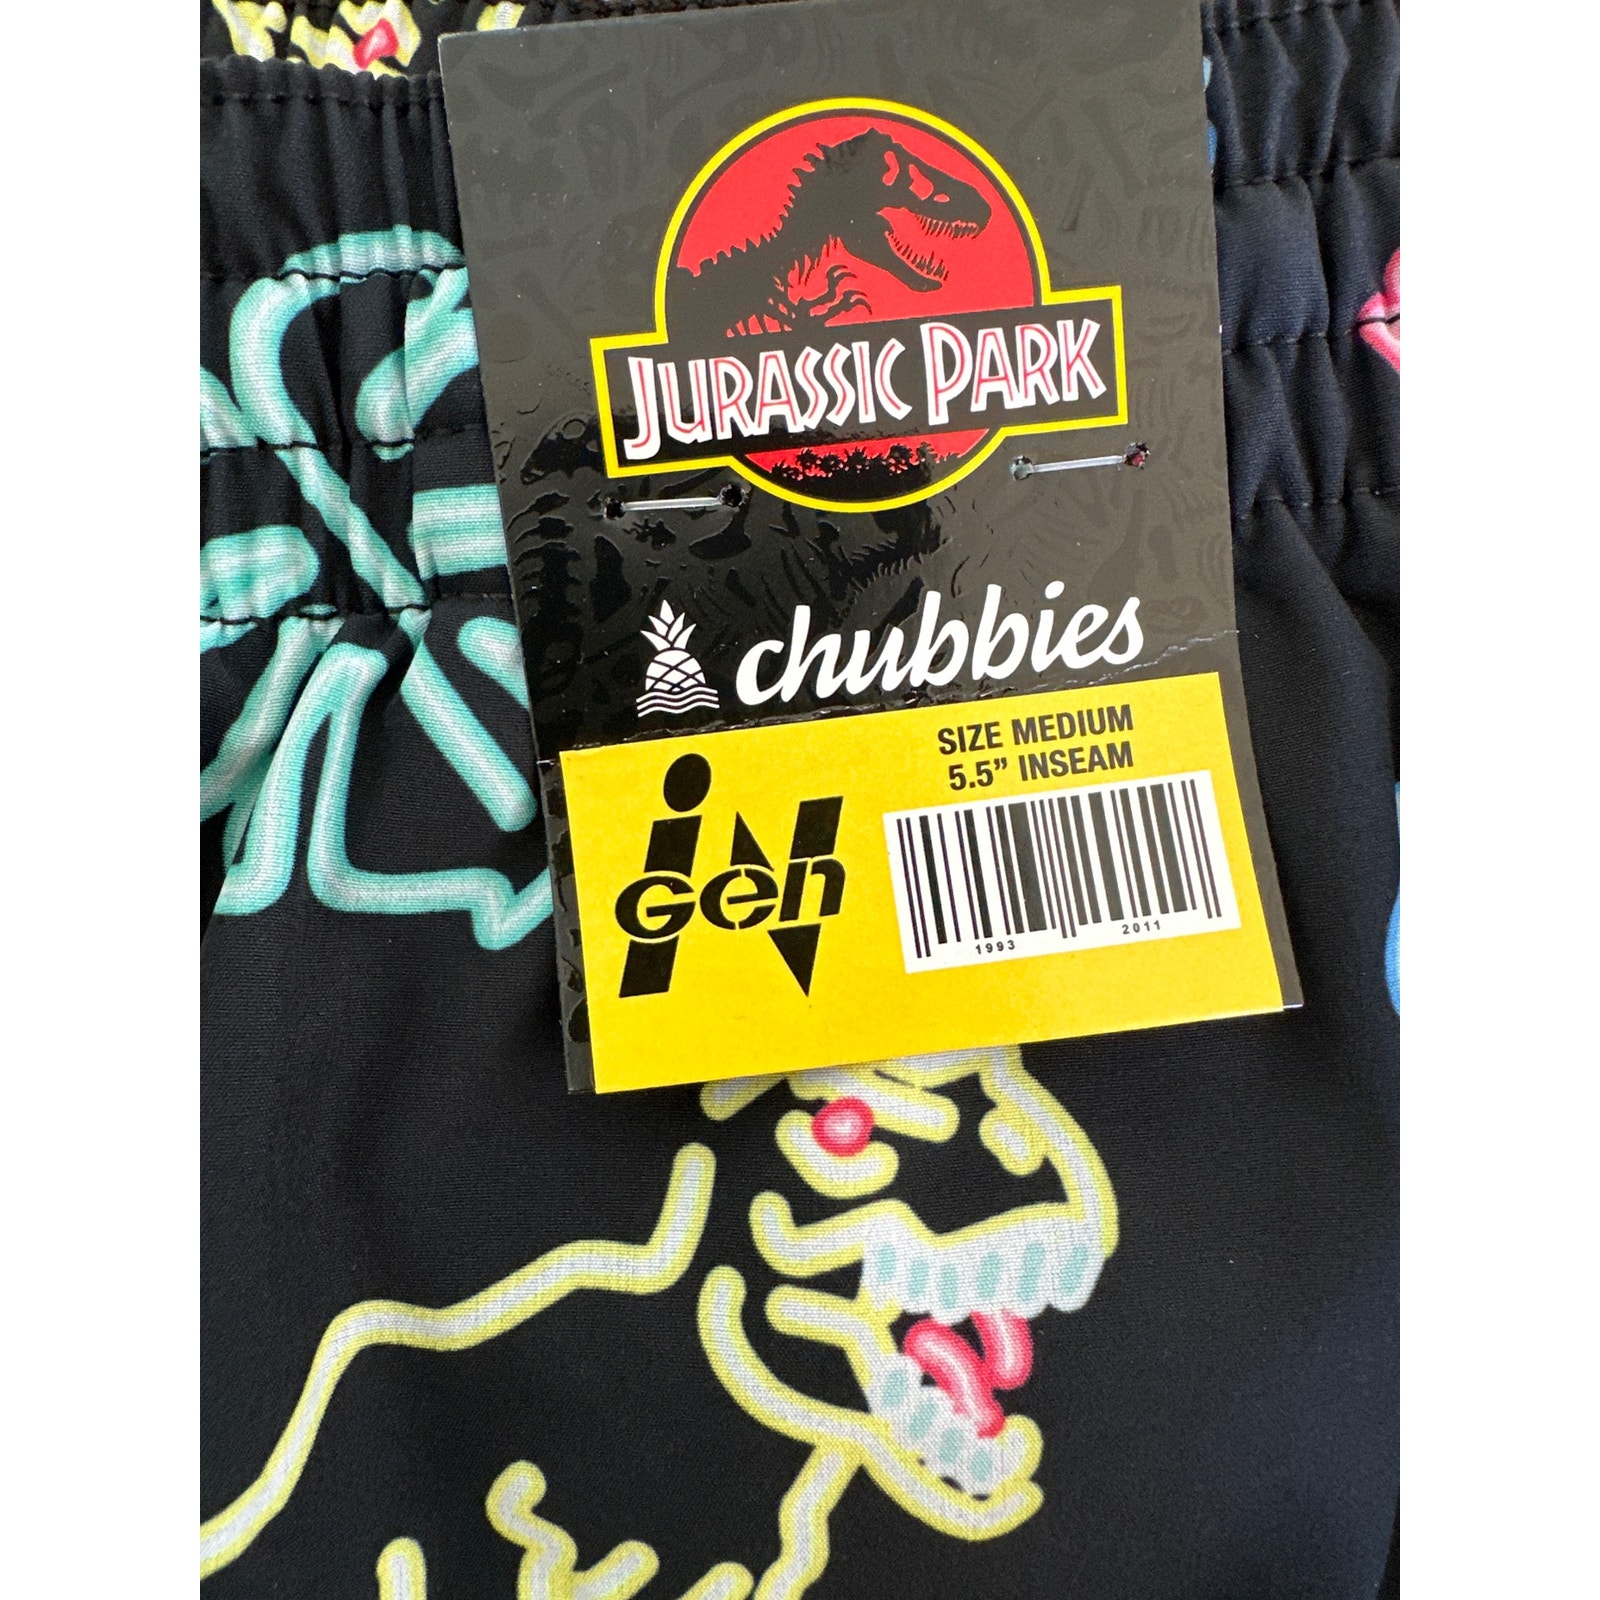 JURASSIC PARK
chubbies
SIZE MEDIUM
5.5” INSEAM
iN
Gen
1993 2011